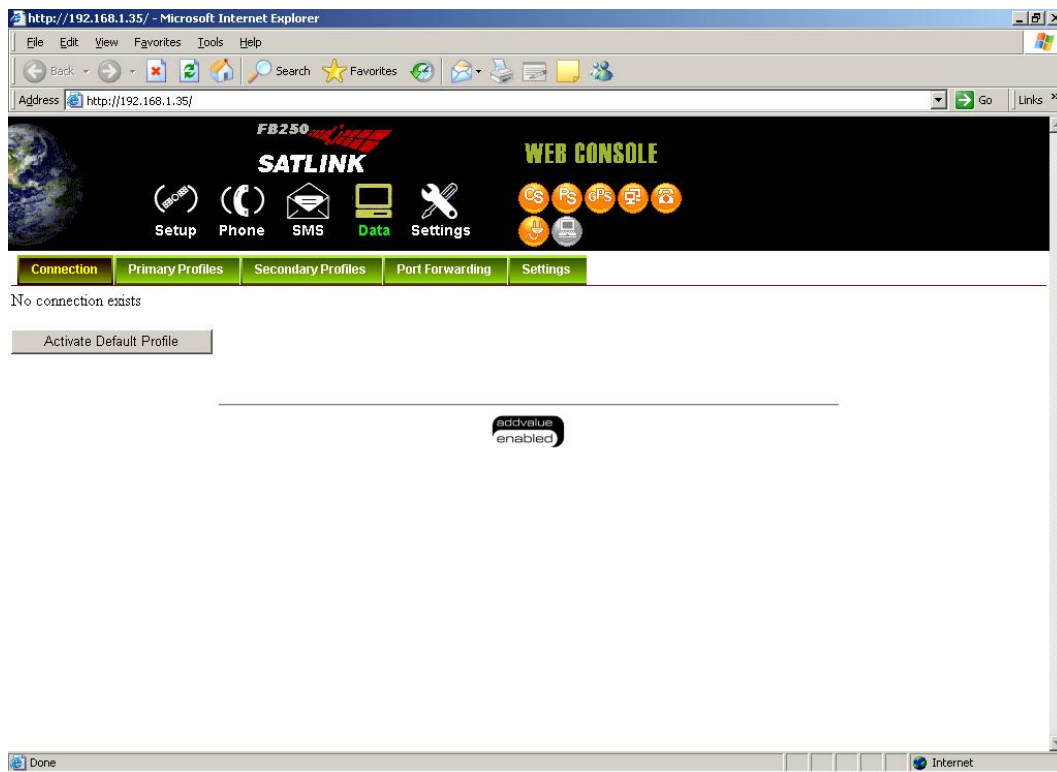 http://192.168.1.35/ - Microsoft Internet Explorer
File Edit View Favorites Tools Help
Back Search Favorites
Address http://192.168.1.35/ Go Links »
FB250
SATLINK
WEB CONSOLE
CS PS GPS
Setup Phone SMS Data Settings
Connection Primary Profiles Secondary Profiles Port Forwarding Settings
No connection exists
Activate Default Profile
addvalue
enabled
Done Internet